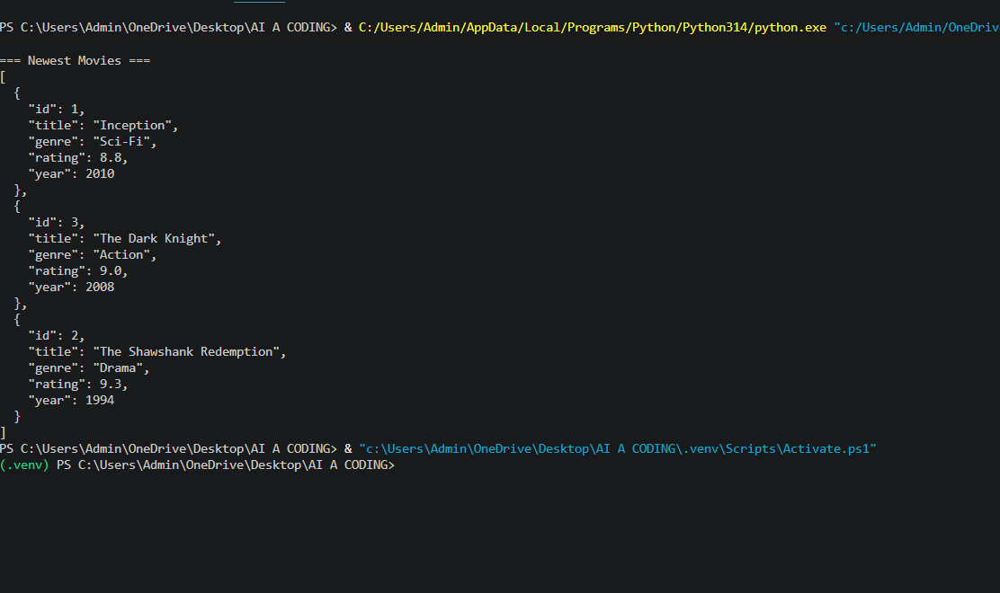 PS C:\Users\Admin\OneDrive\Desktop\AI A CODING> & C:/Users/Admin/AppData/Local/Programs/Python/Python314/python.exe "c:/Users/Admin/OneDriv
=== Newest Movies ===
[
  {
    "id": 1,
    "title": "Inception",
    "genre": "Sci-Fi",
    "rating": 8.8,
    "year": 2010
  },
  {
    "id": 3,
    "title": "The Dark Knight",
    "genre": "Action",
    "rating": 9.0,
    "year": 2008
  },
  {
    "id": 2,
    "title": "The Shawshank Redemption",
    "genre": "Drama",
    "rating": 9.3,
    "year": 1994
  }
]
PS C:\Users\Admin\OneDrive\Desktop\AI A CODING> & "c:\Users\Admin\OneDrive\Desktop\AI A CODING\.venv\Scripts\Activate.ps1"
(.venv) PS C:\Users\Admin\OneDrive\Desktop\AI A CODING>